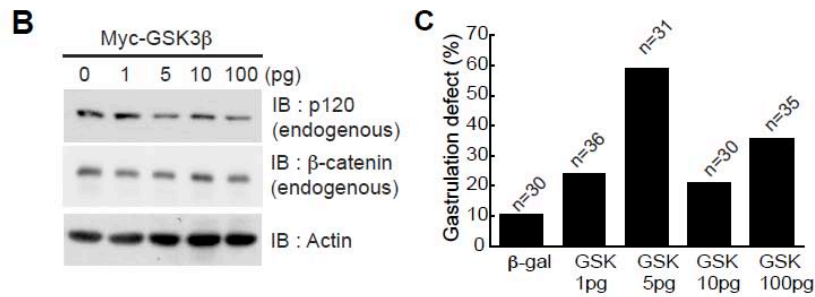 B
Myc-GSK3β
0 1 5 10 100 (pg)
IB : p120
(endogenous)
IB : β-catenin
(endogenous)
IB : Actin
C
Gastrulation defect (%)
70
60
50
40
30
20
10
0
n=30
n=36
n=31
n=30
n=35
β-gal GSK GSK GSK GSK
1pg 5pg 10pg 100pg